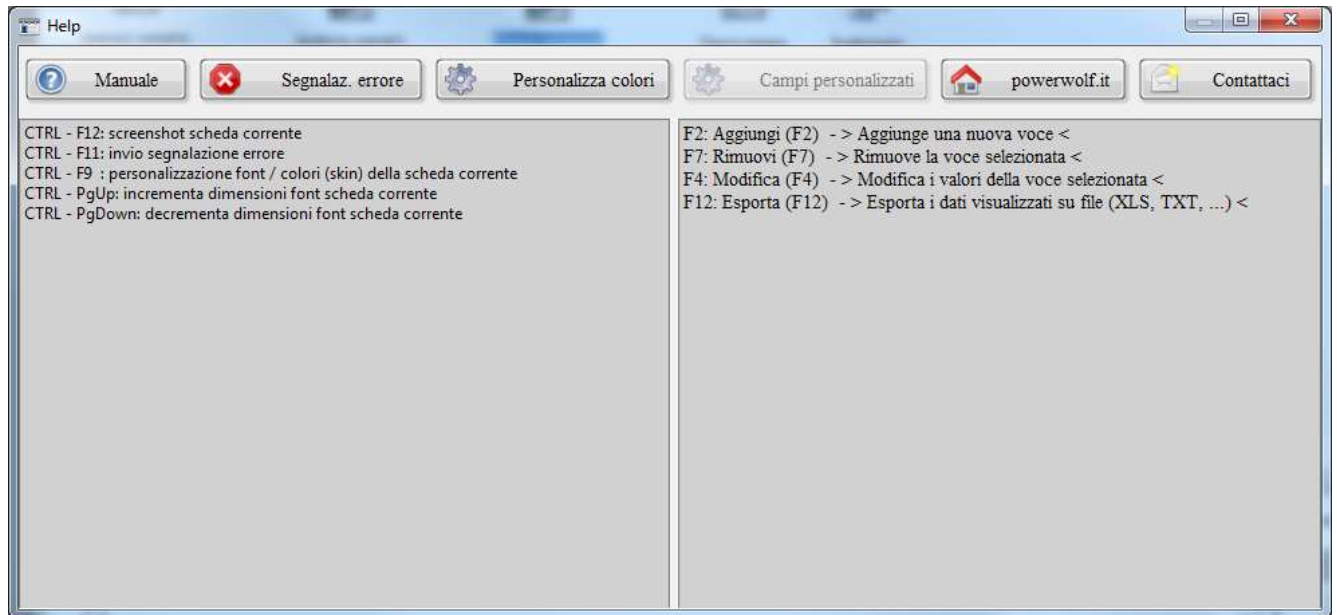 Help
Manuale
Segnalaz. errore
Personalizza colori
Campi personalizzati
powerwolf.it
Contattaci
CTRL - F12: screenshot scheda corrente
CTRL - F11: invio segnalazione errore
CTRL - F9 : personalizzazione font / colori (skin) della scheda corrente
CTRL - PgUp: incrementa dimensioni font scheda corrente
CTRL - PgDown: decrementa dimensioni font scheda corrente
F2: Aggiungi (F2) - > Aggiunge una nuova voce <
F7: Rimuovi (F7) - > Rimuove la voce selezionata <
F4: Modifica (F4) - > Modifica i valori della voce selezionata <
F12: Esporta (F12) - > Esporta i dati visualizzati su file (XLS, TXT, ...) <